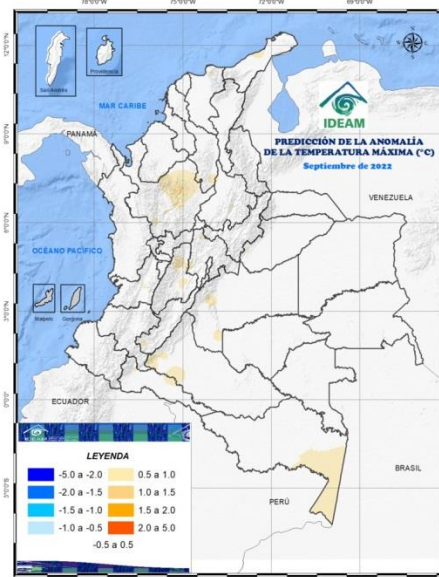 78°0'0"W 75°0'0"W 72°0'0"W 69°0'0"W
San Andrés
Providencia
MAR CARIBE
PANAMÁ
IDEAM
PREDICCIÓN DE LA ANOMALÍA
DE LA TEMPERATURA MÁXIMA (°C)
Septiembre de 2022
VENEZUELA
OCÉANO PACÍFICO
Malpelo
Gorgona
ECUADOR
BRASIL
PERÚ
IDEAM
LEYENDA
-5.0 a -2.0
0.5 a 1.0
-2.0 a -1.5
1.0 a 1.5
-1.5 a -1.0
1.5 a 2.0
-1.0 a -0.5
2.0 a 5.0
-0.5 a 0.5